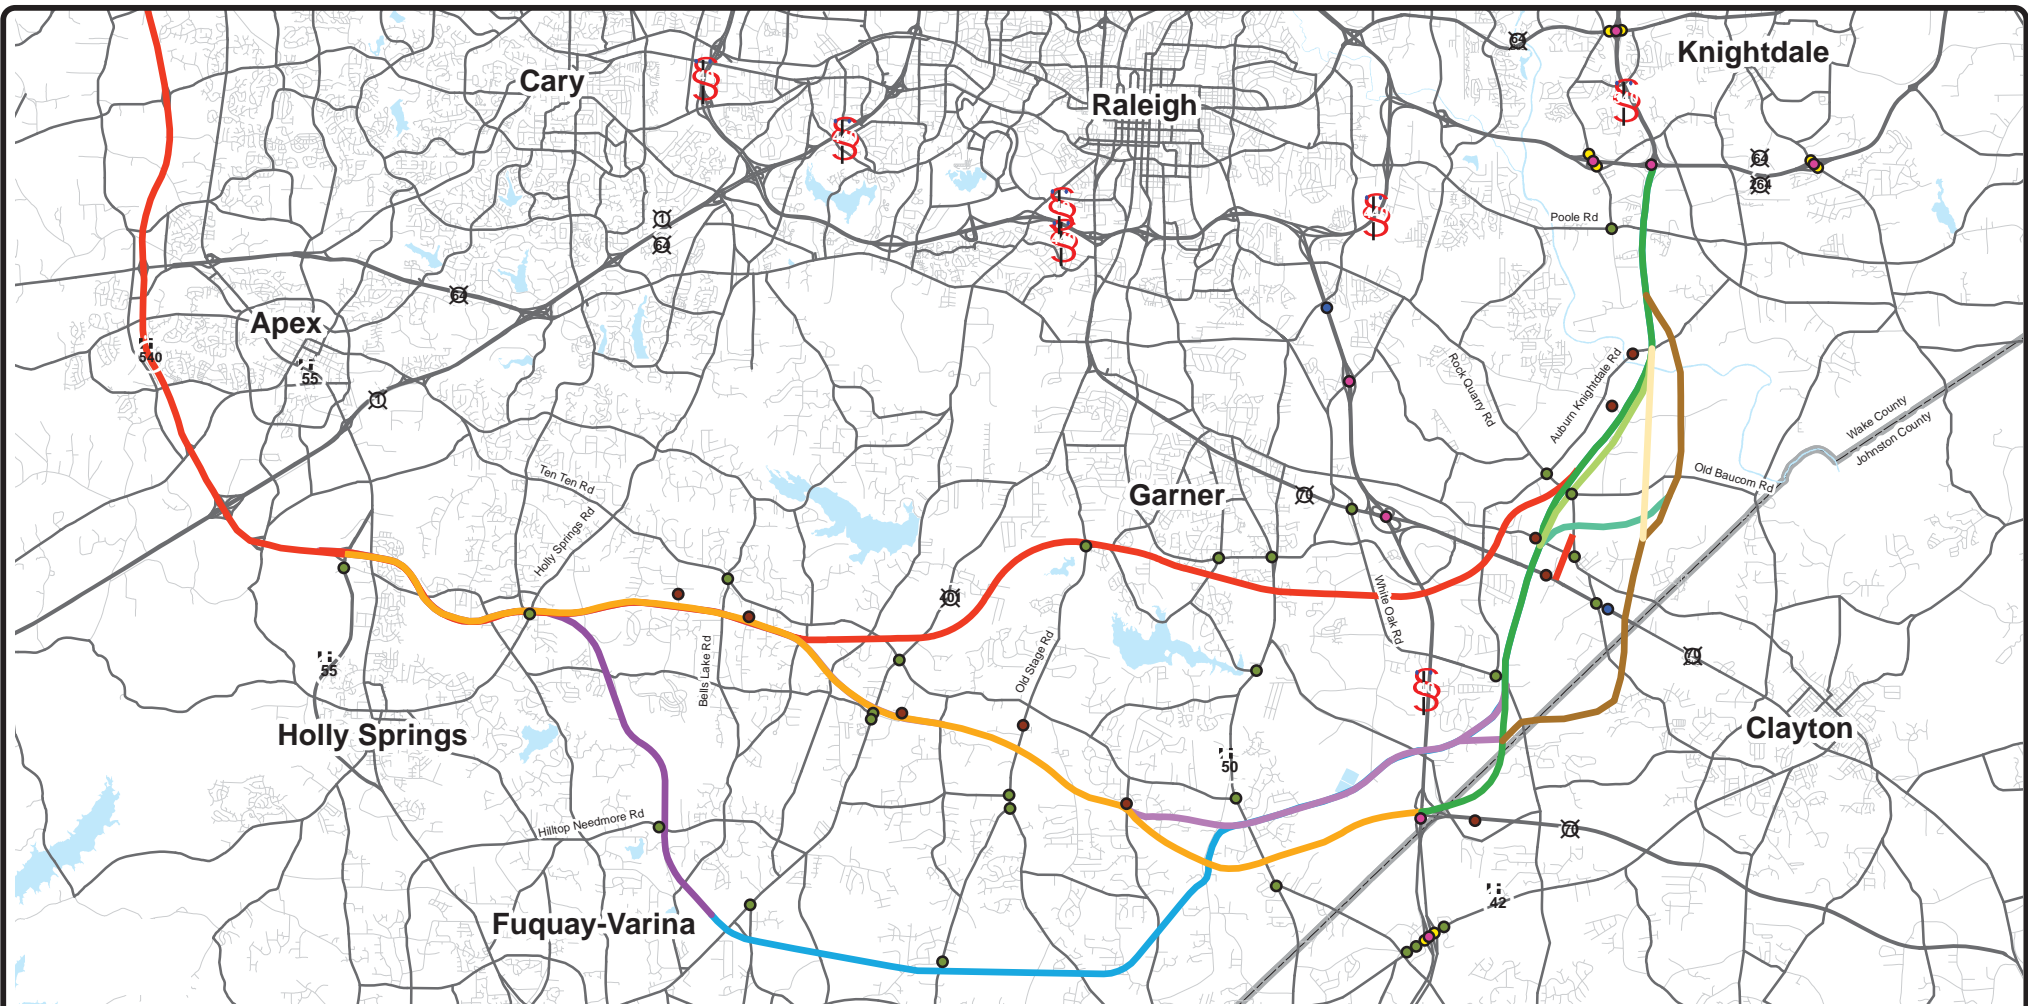 64
Knightdale
Cary
Raleigh
64
264
Poole Rd
1
64
64
Apex
540
55
1
Rock Quarry Rd
Auburn Knightdale Rd
Wake County
Johnston County
Ten Ten Rd
Holly Springs Rd
Garner
70
Old Baucom Rd
401
White Oak Rd
Old Stage Rd
Bells Lake Rd
55
70
Holly Springs
Clayton
50
Hilltop Needmore Rd
70
42
Fuquay-Varina